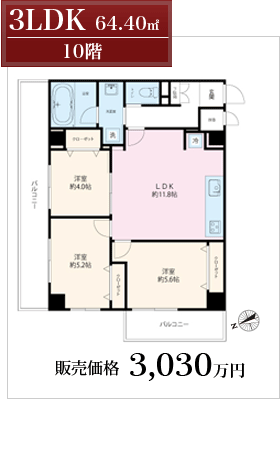 3LDK 64.40㎡
10階
浴室
洗面室
洗
玄関
クローゼット
冷
洋室
約4.0帖
LDK
約11.8帖
バルコニー
洋室
約5.2帖
クローゼット
洋室
約5.6帖
クローゼット
バルコニー
販売価格 3,030万円